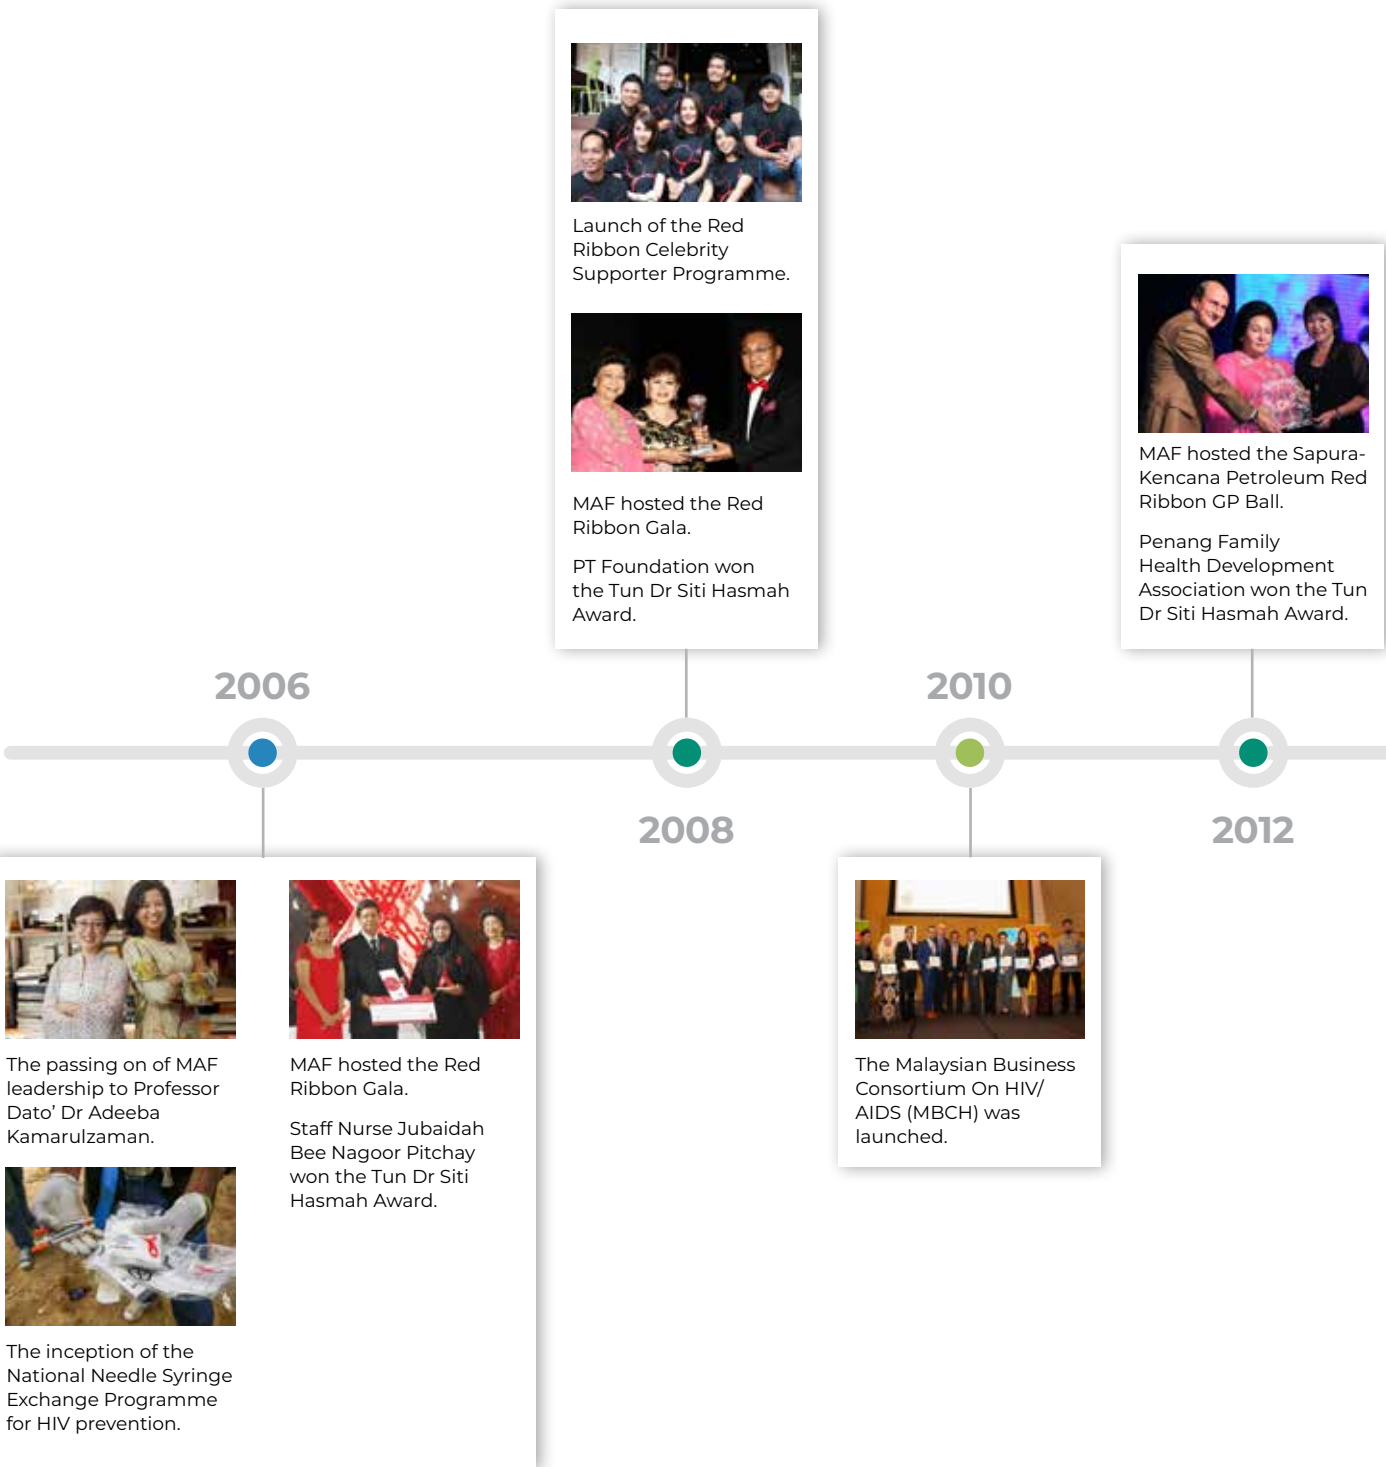 Launch of the Red
Ribbon Celebrity
Supporter Programme.
MAF hosted the Red
Ribbon Gala.
PT Foundation won
the Tun Dr Siti Hasmah
Award.
MAF hosted the Sapura-
Kencana Petroleum Red
Ribbon GP Ball.
Penang Family
Health Development
Association won the Tun
Dr Siti Hasmah Award.
2006
2010
2008
2012
The passing on of MAF
leadership to Professor
Dato’ Dr Adeeba
Kamarulzaman.
The inception of the
National Needle Syringe
Exchange Programme
for HIV prevention.
MAF hosted the Red
Ribbon Gala.
Staff Nurse Jubaidah
Bee Nagoor Pitchay
won the Tun Dr Siti
Hasmah Award.
The Malaysian Business
Consortium On HIV/
AIDS (MBCH) was
launched.